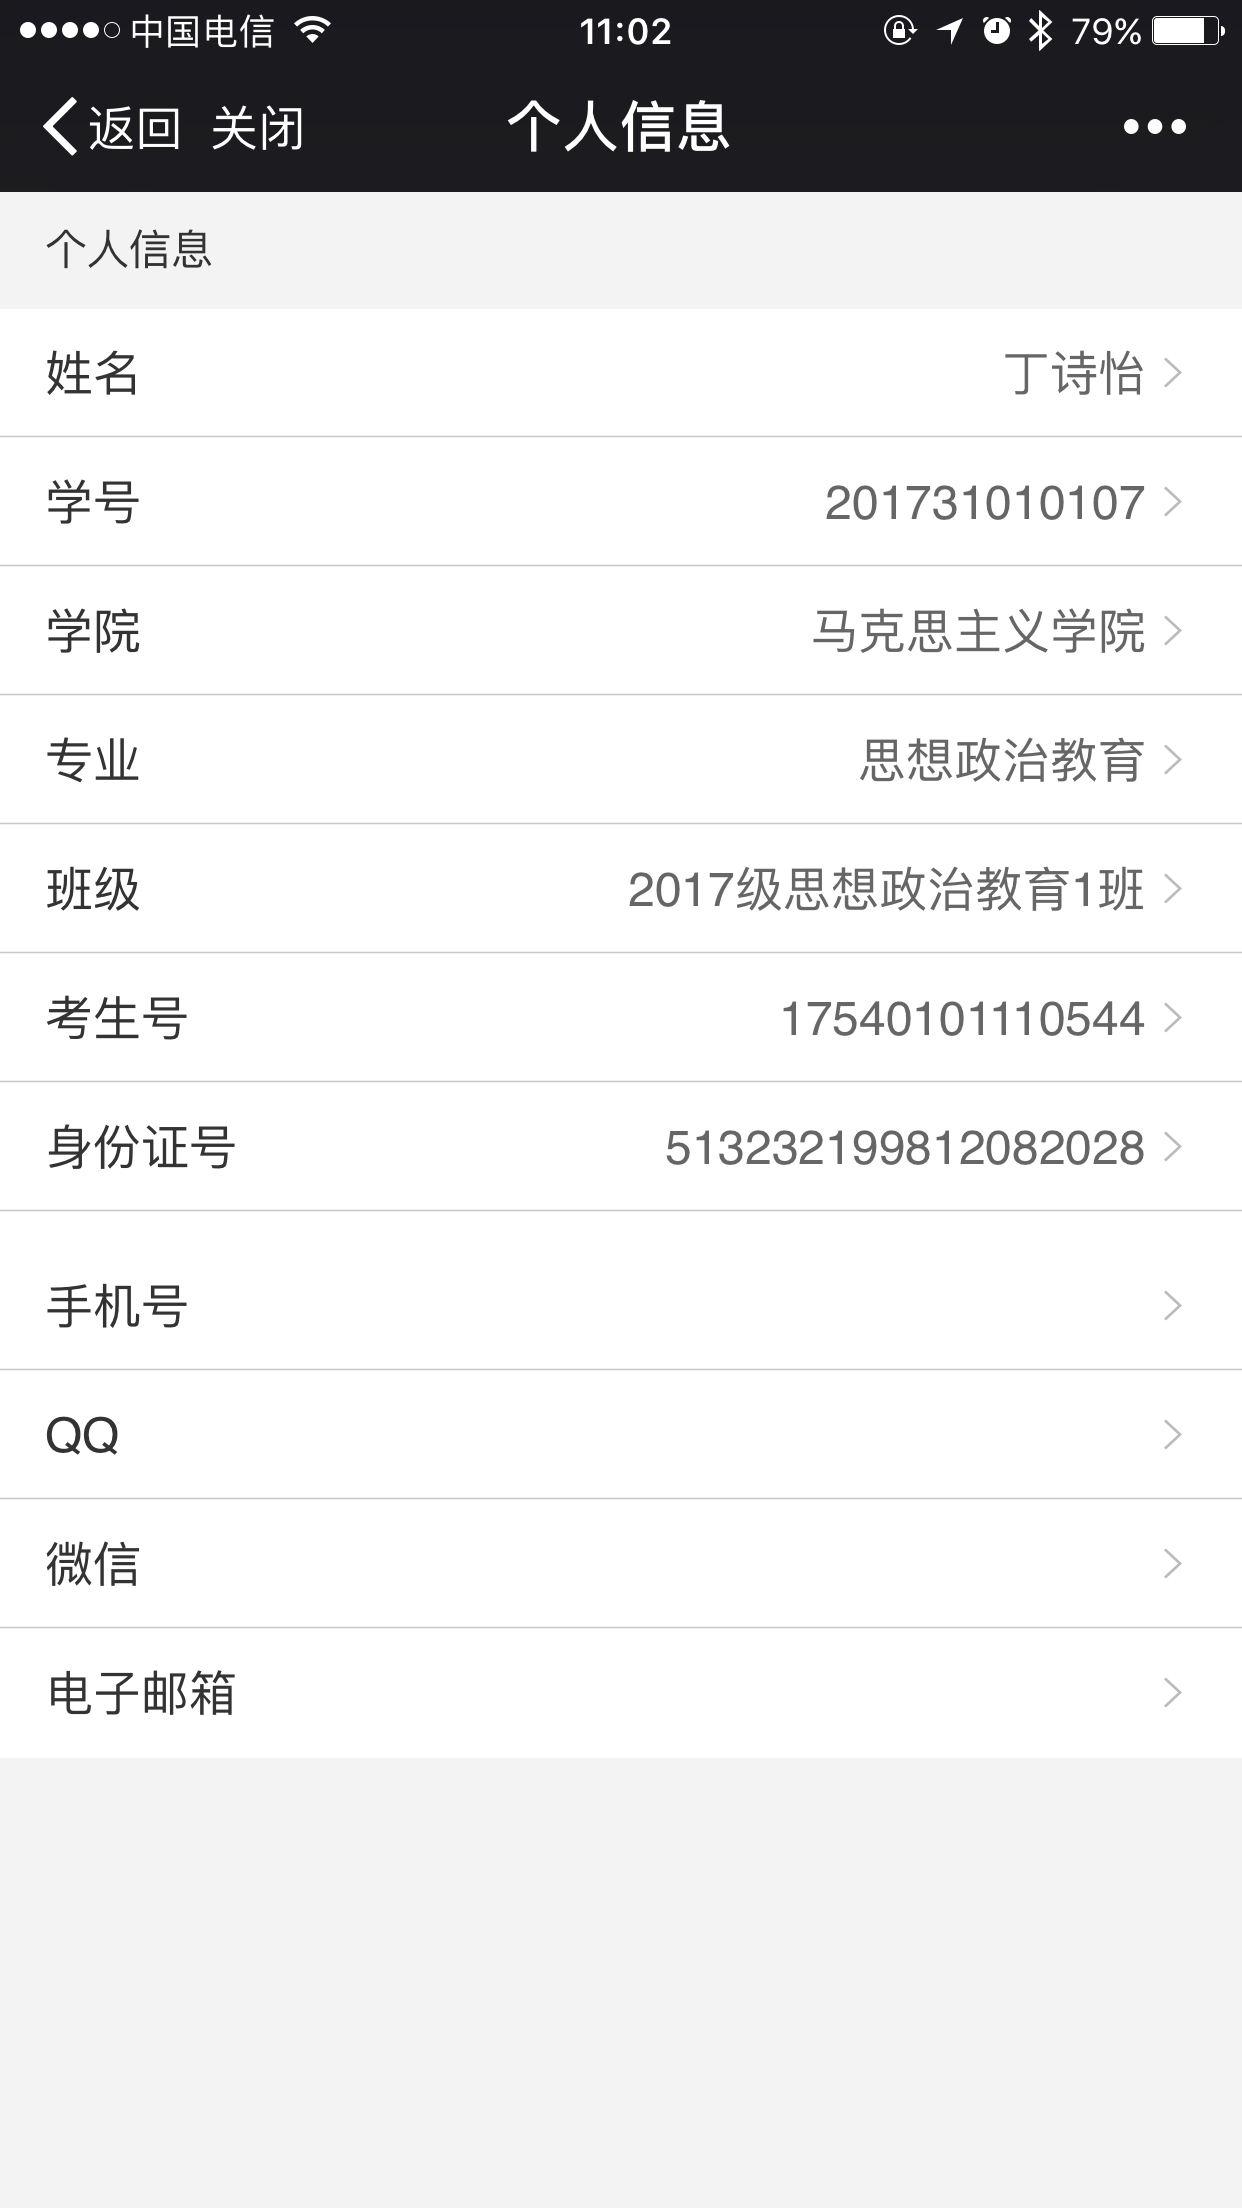 中国电信 11:02 79%
返回 关闭 个人信息
个人信息
姓名 丁诗怡
学号 201731010107
学院 马克思主义学院
专业 思想政治教育
班级 2017级思想政治教育1班
考生号 17540101110544
身份证号 513232199812082028
手机号
QQ
微信
电子邮箱